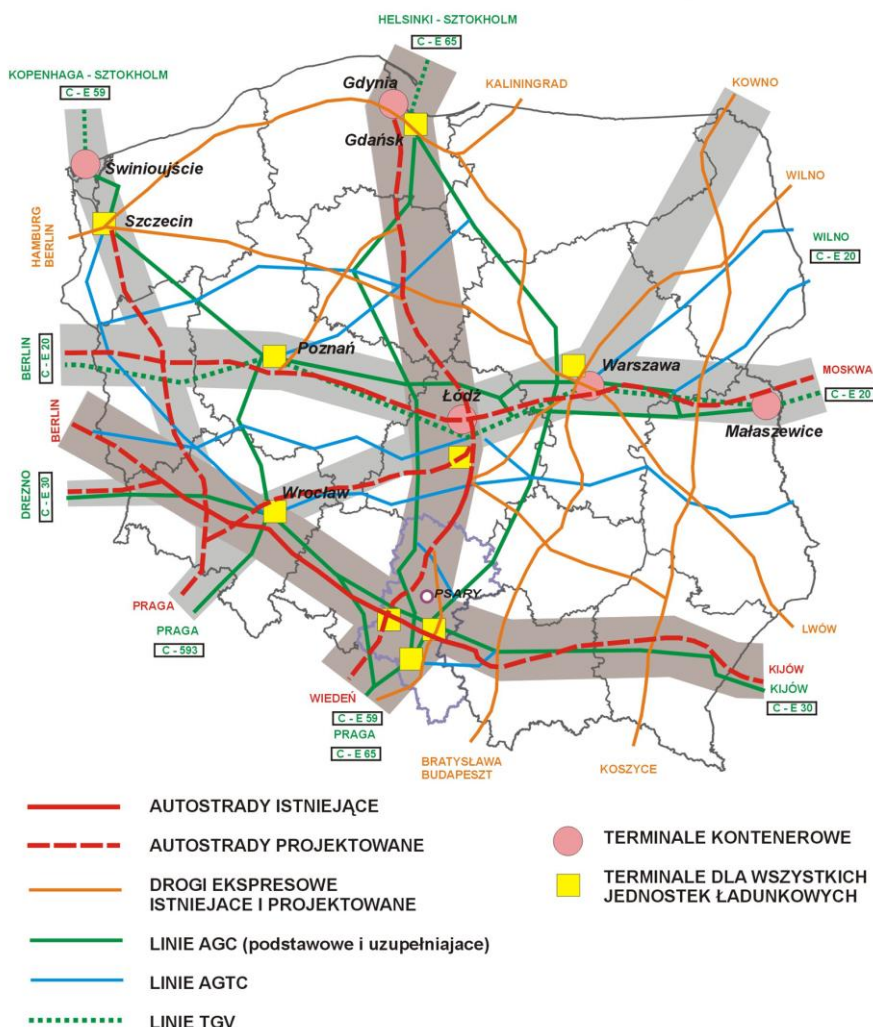 HELSINKI - SZTOKHOLM
C - E 65
KOPENHAGA - SZTOKHOLM
C - E 59
Gdynia
KALININGRAD
KOWNO
Gdańsk
Świnioujście
WILNO
Szczecin
HAMBURG
BERLIN
WILNO
C - E 20
BERLIN
C - E 20
Poznań
Warszawa
MOSKWA
C - E 20
Łódź
Małaszewice
BERLIN
DREZNO
C - E 30
Wrocław
PSARY
PRAGA
PRAGA
C - 593
LWÓW
WIEDEŃ
C - E 59
PRAGA
C - E 65
KIJÓW
KIJÓW
C - E 30
BRATYSŁAWA
BUDAPESZT
KOSZYCE
AUTOSTRADY ISTNIEJĄCE
AUTOSTRADY PROJEKTOWANE
DROGI EKSPRESOWE
ISTNIEJACE I PROJEKTOWANE
LINIE AGC (podstawowe i uzupełniajace)
LINIE AGTC
LINIE TGV
TERMINALE KONTENEROWE
TERMINALE DLA WSZYSTKICH
JEDNOSTEK ŁADUNKOWYCH